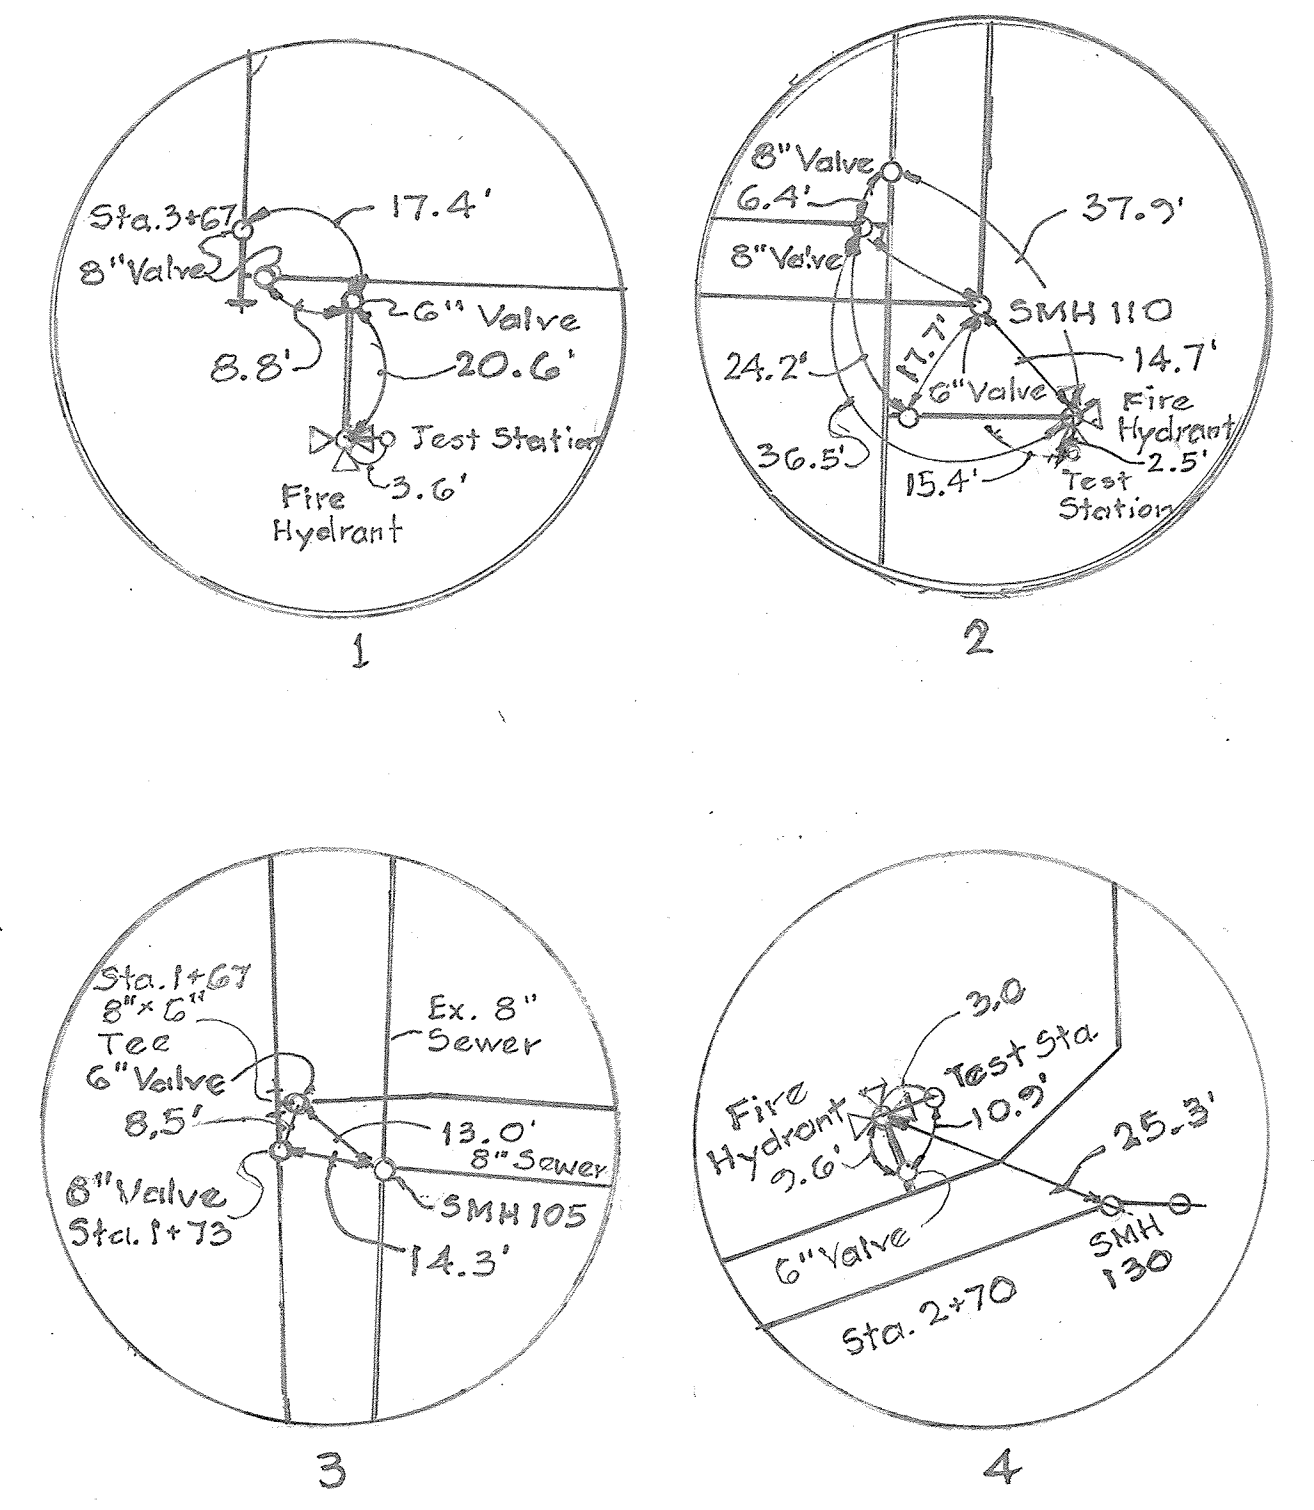 17.4'
Sta. 3+67
8" Valve
6" Valve
8.8'
20.6'
Test Station
3.6'
Fire
Hydrant
1
8" Valve
6.4'
37.9'
8" Valve
SMH 110
17.7'
14.7'
24.2'
6" Valve
Fire
Hydrant
36.5'
2.5'
15.4'
Test
Station
2
Sta. 1+67
8"x 6"
Tee
Ex. 8"
Sewer
6" Valve
8.5'
13.0'
8" Sewer
8" Valve
Sta. 1+73
SMH 105
14.3'
3
3.0
Test Sta.
Fire
Hydrant
10.9'
9.6'
25.3'
6" Valve
SMH
130
Sta. 2+70
4